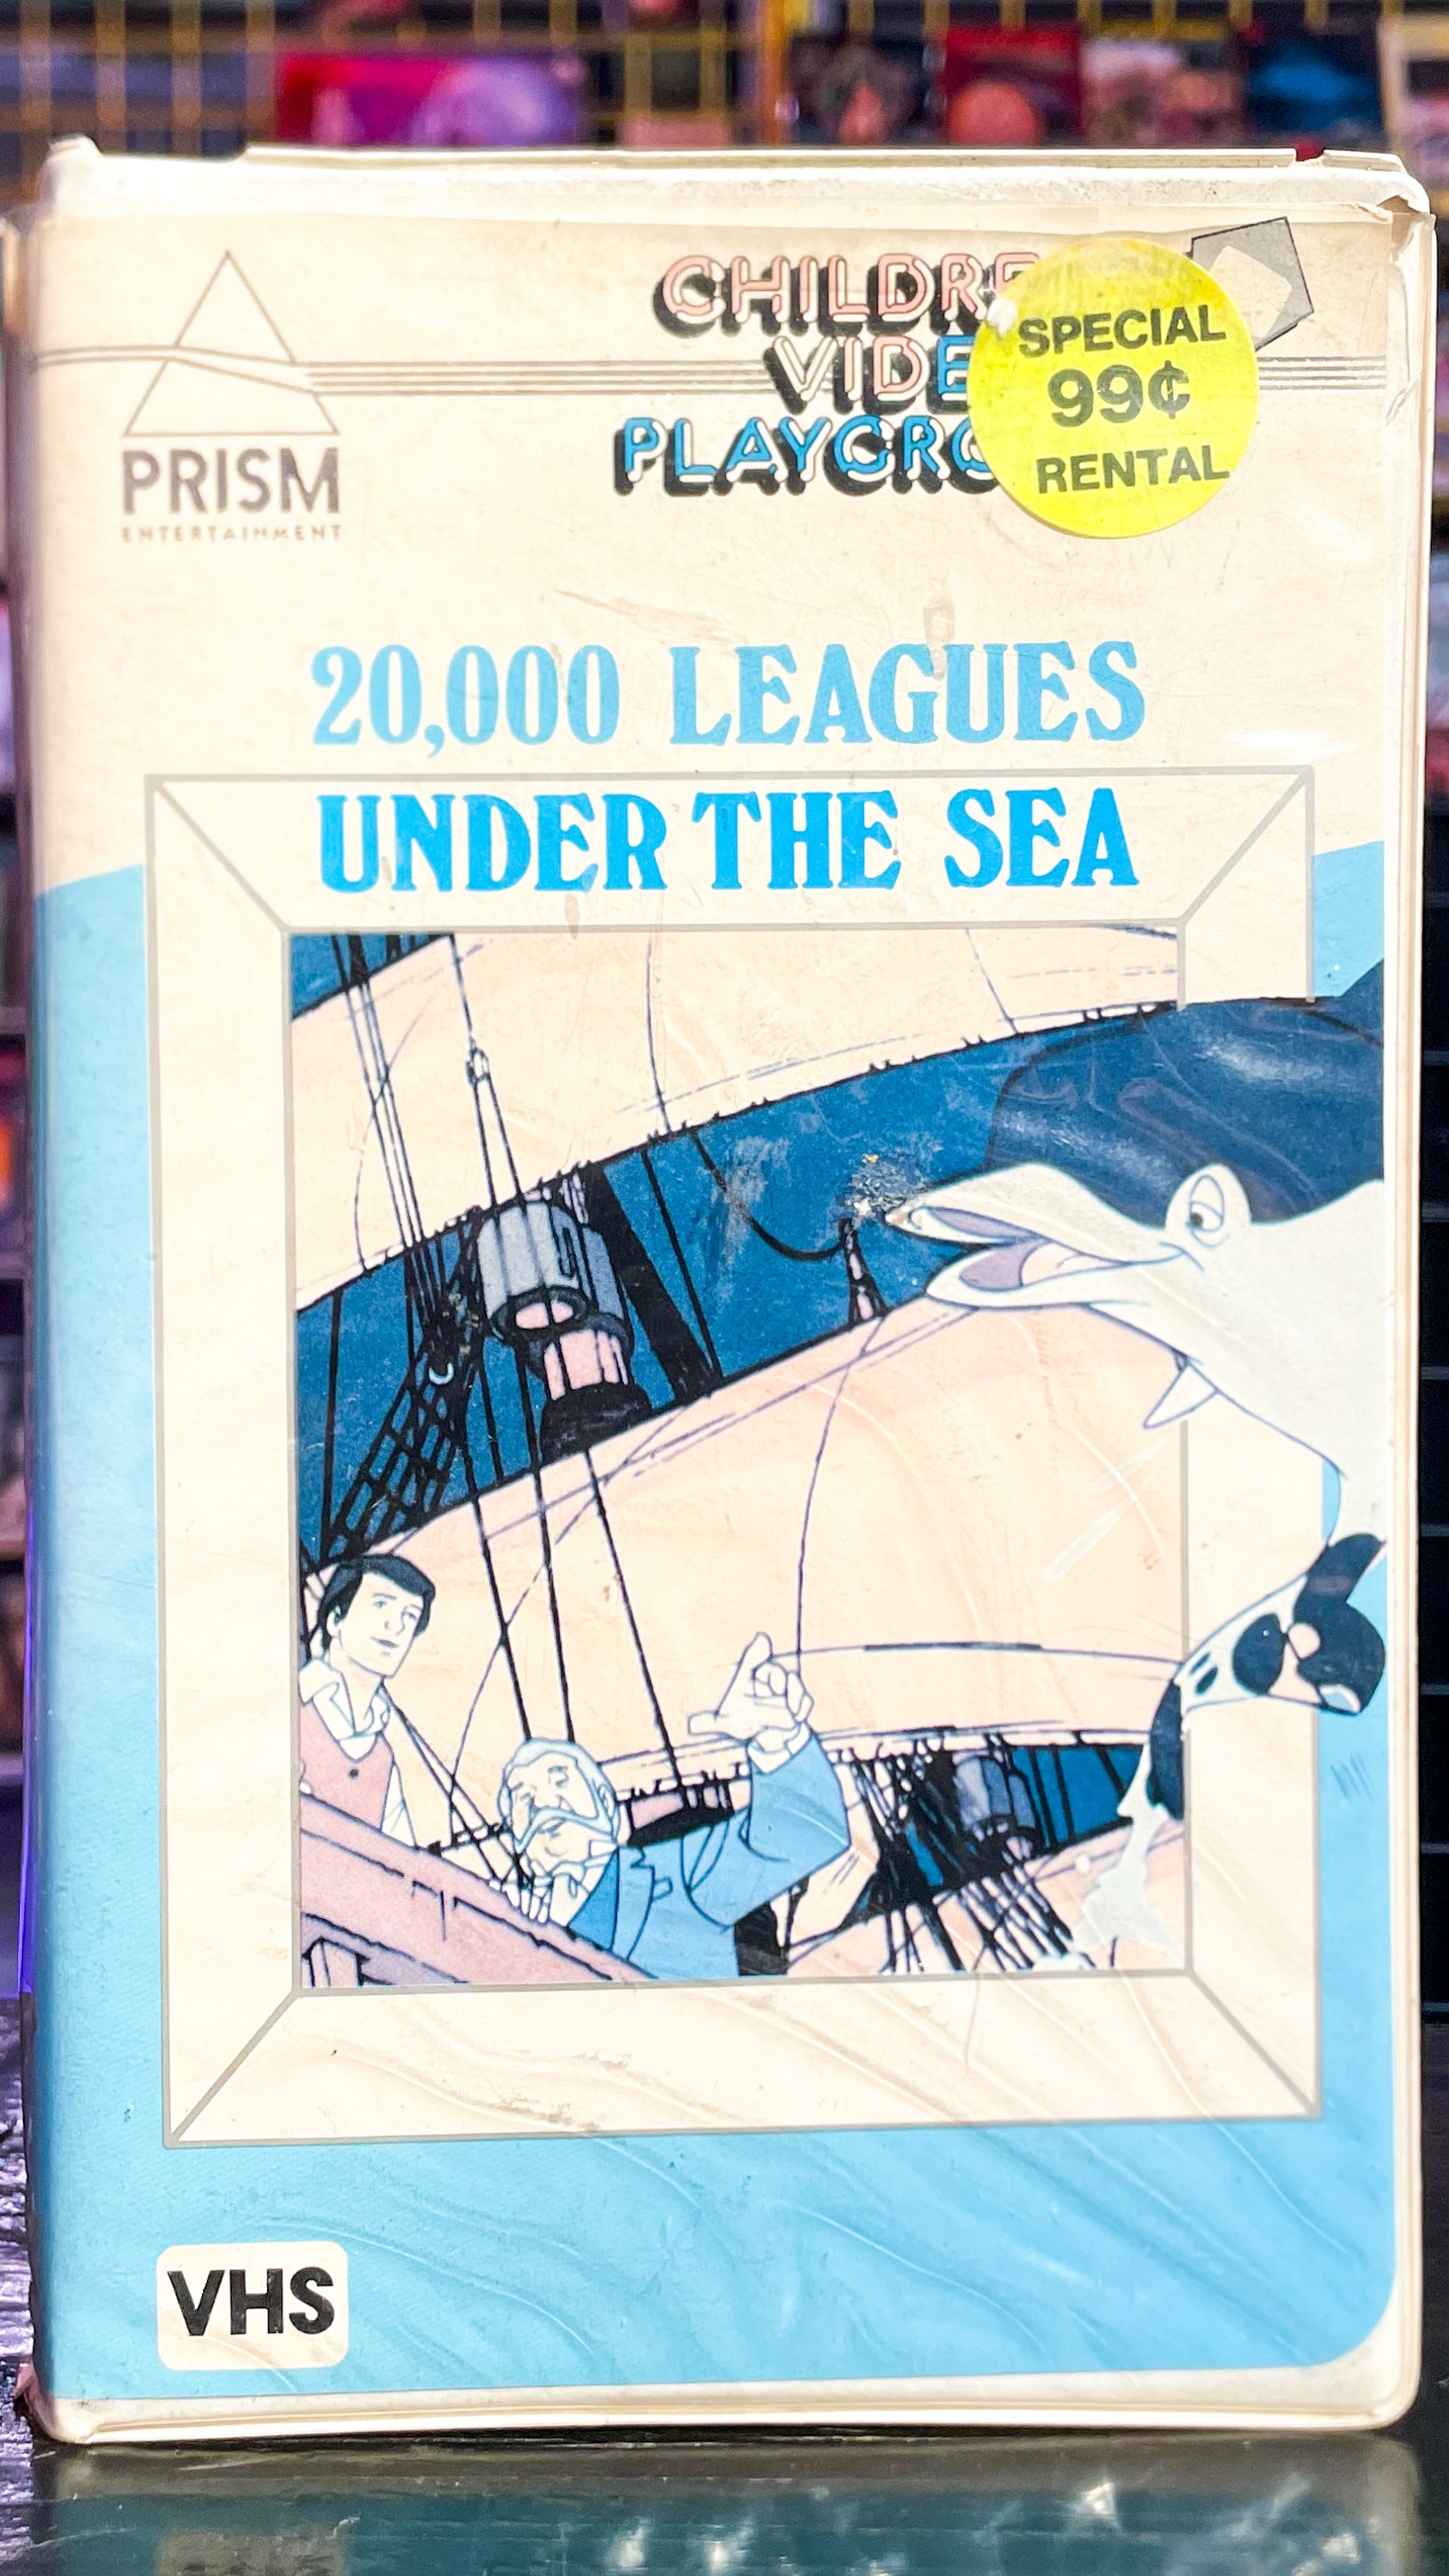 PRISM
ENTERTAINMENT
CHILDRE
VIDE
PLAYGRO
SPECIAL
99¢
RENTAL
20,000 LEAGUES
UNDER THE SEA
VHS